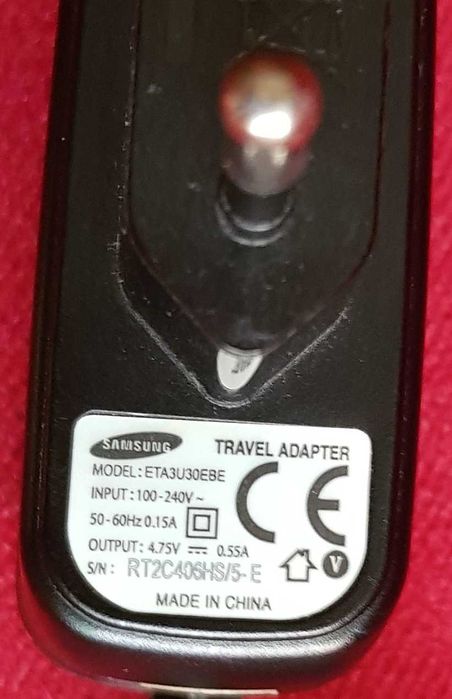 SAMSUNG TRAVEL ADAPTER
MODEL: ETA3U30EBE
INPUT: 100-240V~
50-60Hz 0.15A
OUTPUT: 4.75V ⎓ 0.55A
S/N: RT2C406HS/5-E
CE
V
MADE IN CHINA